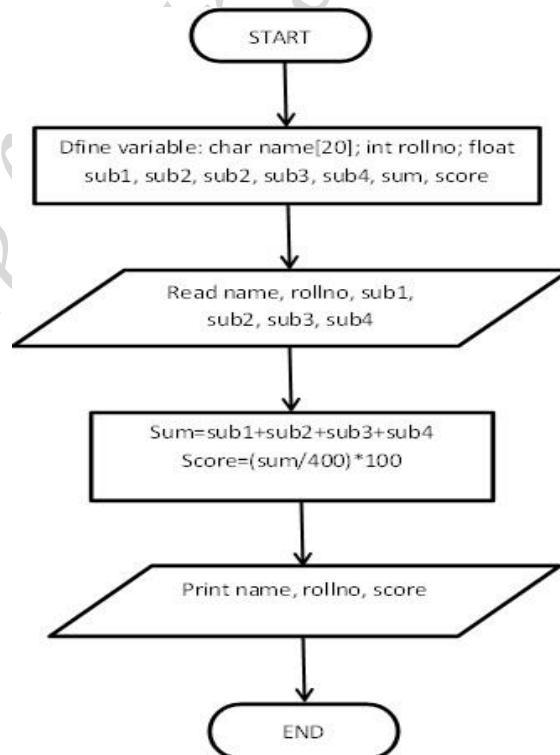 START
Dfine variable: char name[20]; int rollno; float
sub1, sub2, sub2, sub3, sub4, sum, score
Read name, rollno, sub1,
sub2, sub3, sub4
Sum=sub1+sub2+sub3+sub4
Score=(sum/400)*100
Print name, rollno, score
END